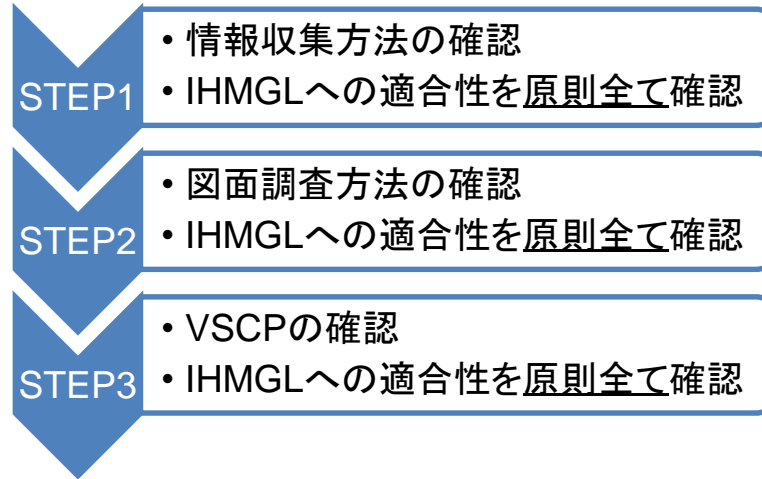 STEP1
・情報収集方法の確認
・IHMGLへの適合性を原則全て確認
STEP2
・図面調査方法の確認
・IHMGLへの適合性を原則全て確認
STEP3
・VSCPの確認
・IHMGLへの適合性を原則全て確認